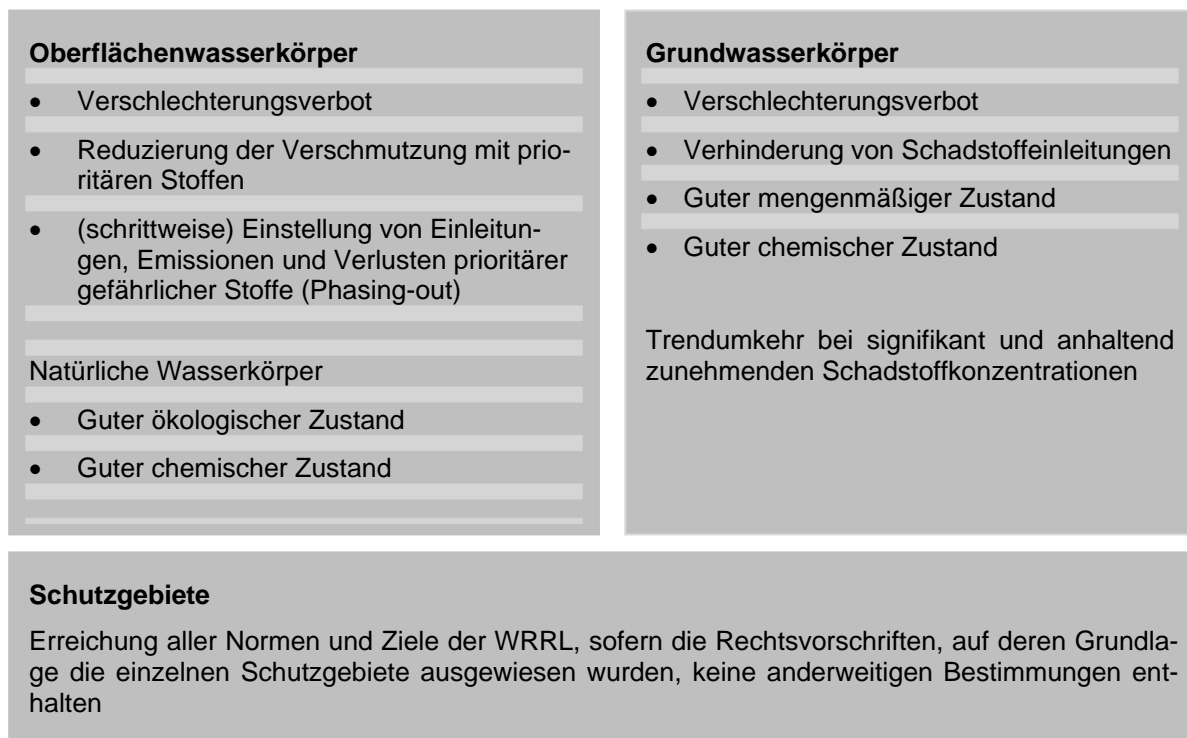 Oberflächenwasserkörper
• Verschlechterungsverbot
• Reduzierung der Verschmutzung mit prio-
ritären Stoffen
• (schrittweise) Einstellung von Einleitun-
gen, Emissionen und Verlusten prioritärer
gefährlicher Stoffe (Phasing-out)
Natürliche Wasserkörper
• Guter ökologischer Zustand
• Guter chemischer Zustand
Grundwasserkörper
• Verschlechterungsverbot
• Verhinderung von Schadstoffeinleitungen
• Guter mengenmäßiger Zustand
• Guter chemischer Zustand
Trendumkehr bei signifikant und anhaltend
zunehmenden Schadstoffkonzentrationen
Schutzgebiete
Erreichung aller Normen und Ziele der WRRL, sofern die Rechtsvorschriften, auf deren Grundla-
ge die einzelnen Schutzgebiete ausgewiesen wurden, keine anderweitigen Bestimmungen ent-
halten